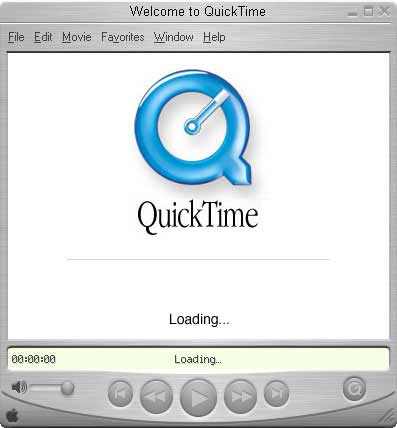 Welcome to QuickTime
File Edit Movie Favorites Window Help
QuickTime
Loading...
00:00:00 Loading…